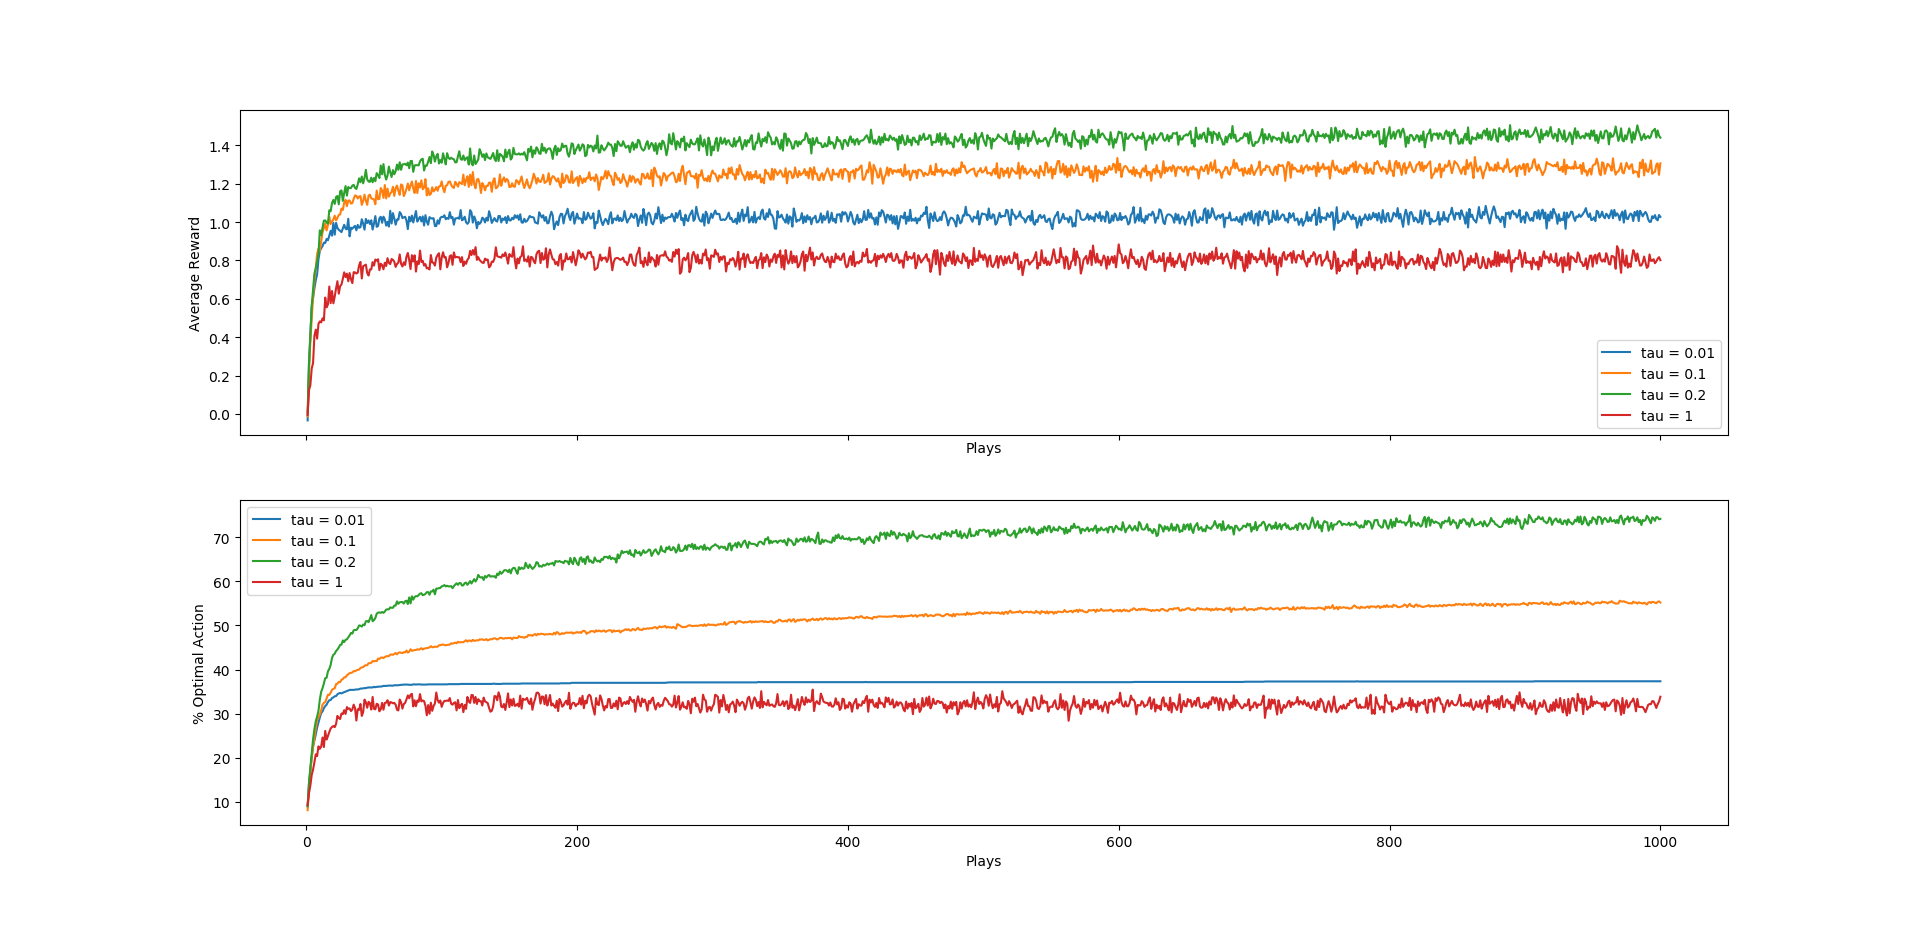 1.4
1.2
1.0
0.8
0.6
0.4
0.2
0.0
Average Reward
tau = 0.01
tau = 0.1
tau = 0.2
tau = 1
Plays
tau = 0.01
tau = 0.1
tau = 0.2
tau = 1
70
60
50
40
30
20
10
% Optimal Action
0 200 400 600 800 1000
Plays